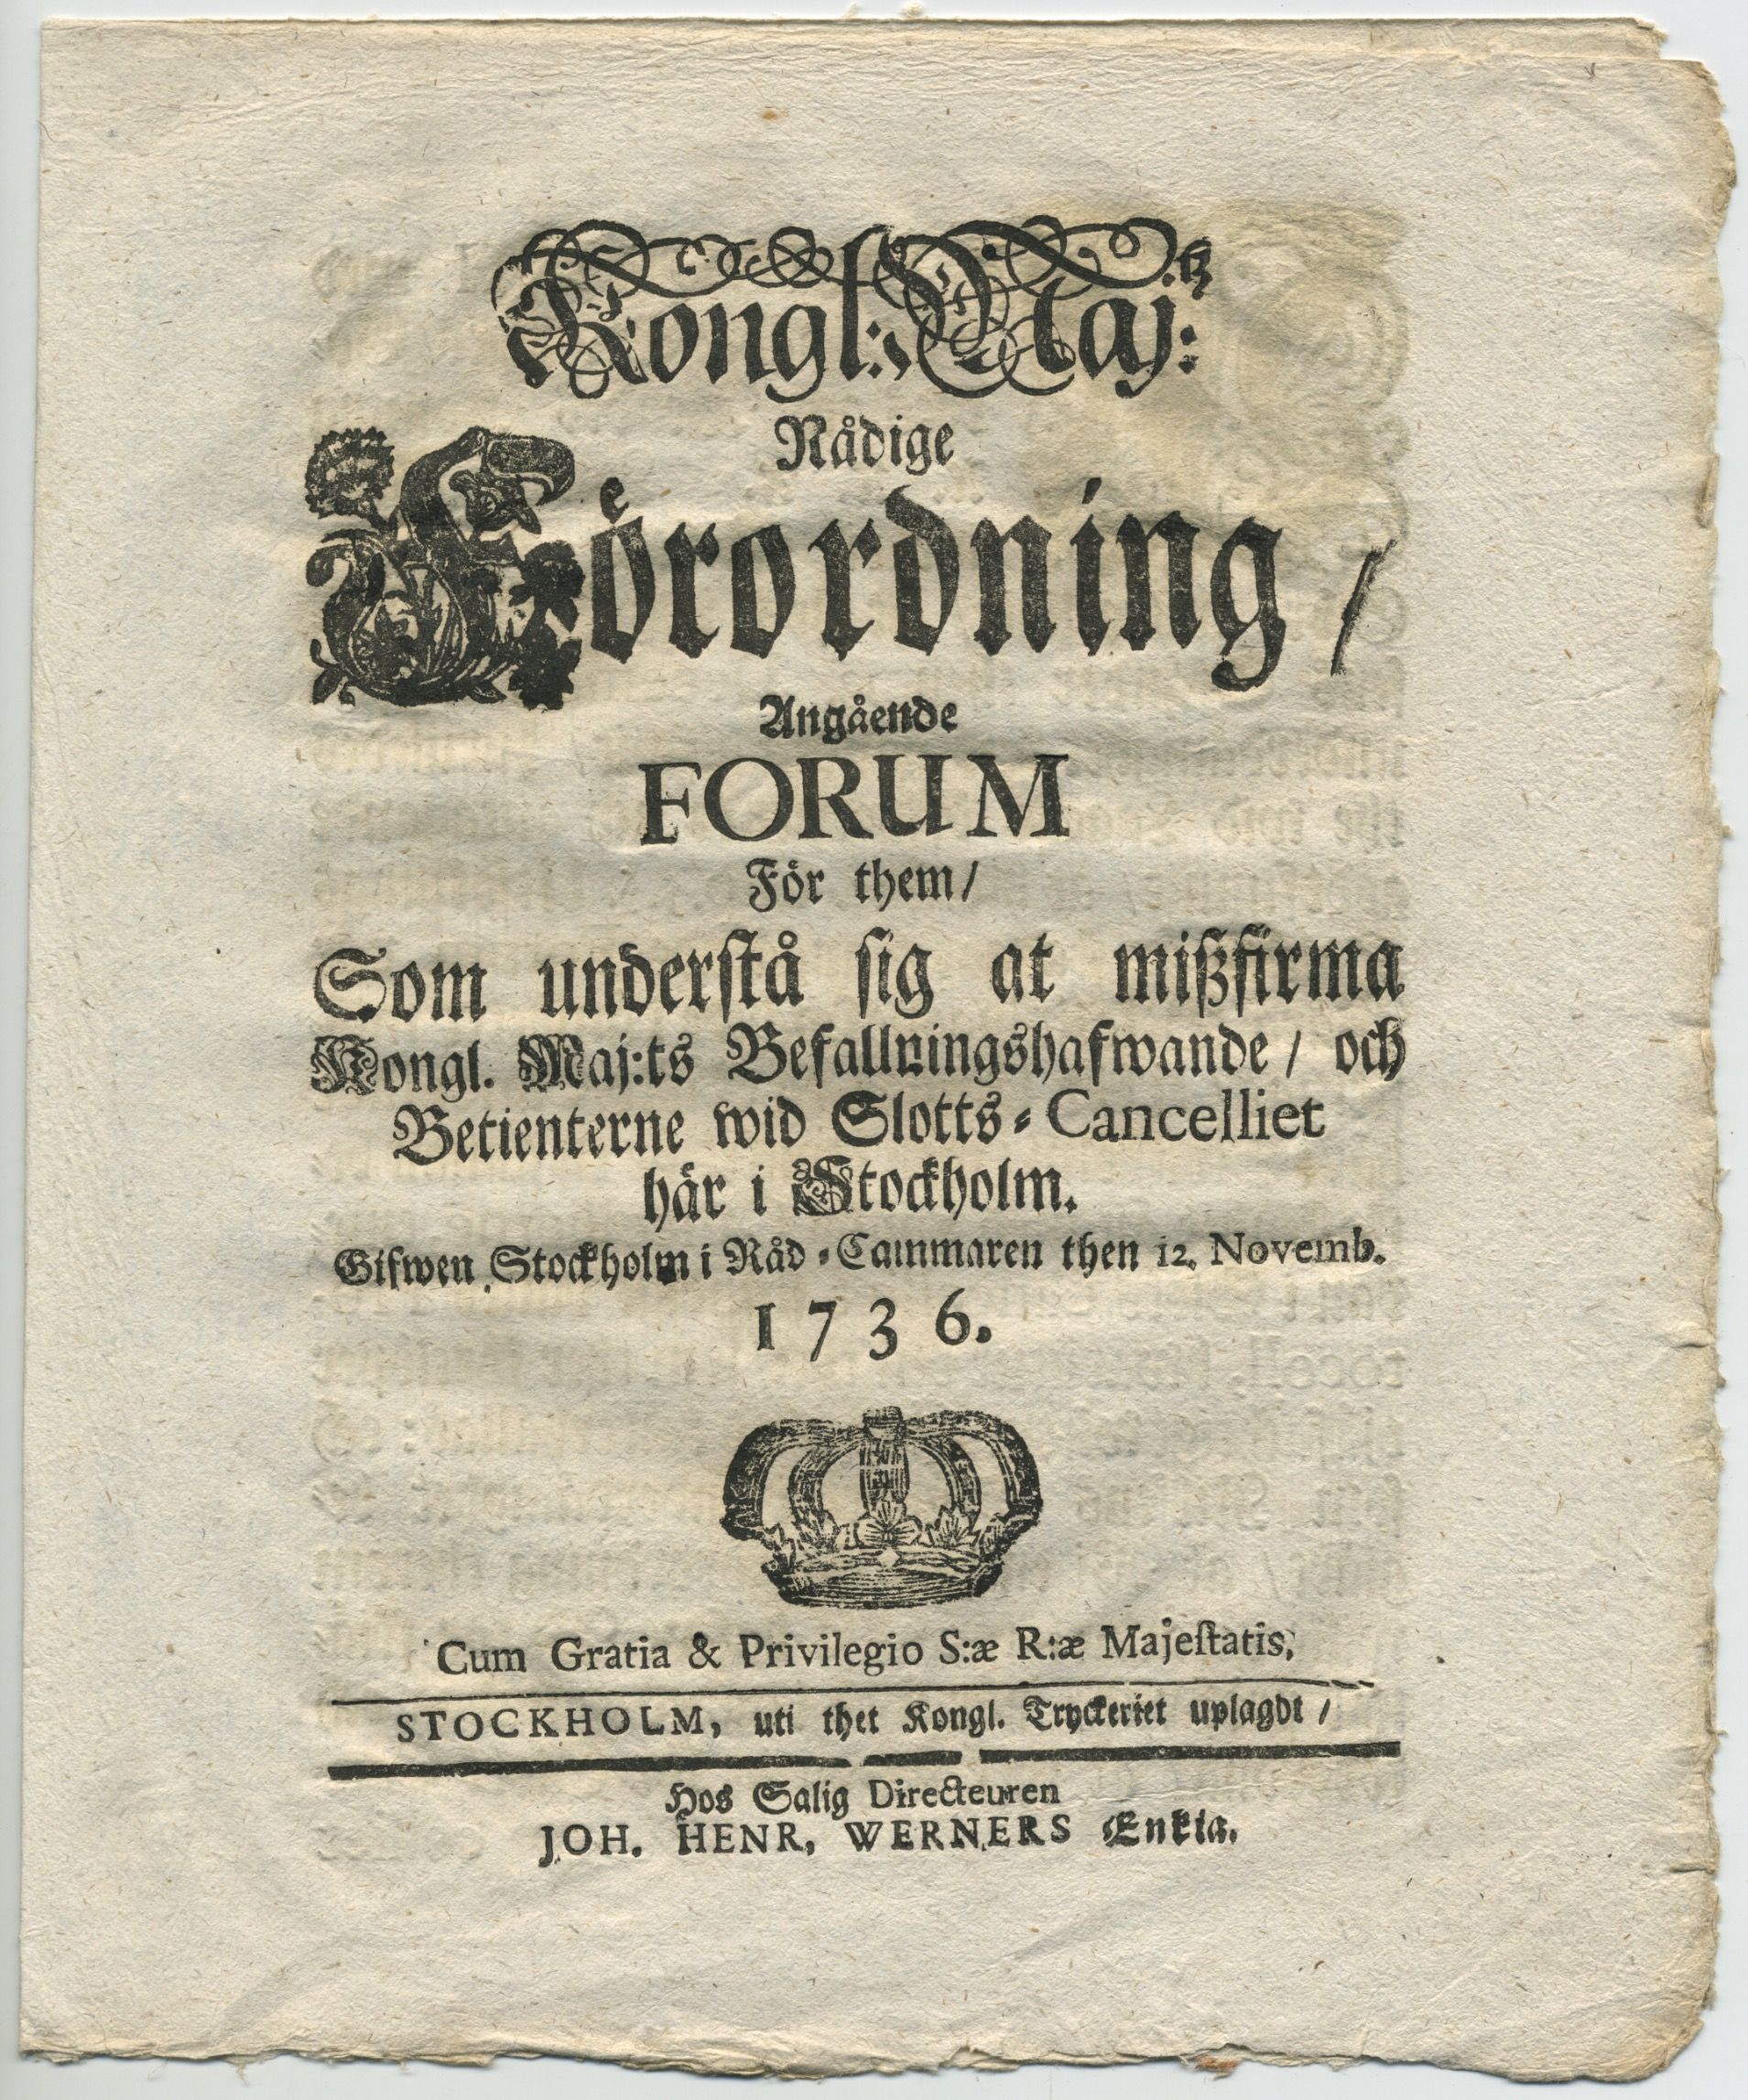 Kongl: Maj:tz
Nådige
Förordning /
Angående
FORUM
För them/
Som understå sig at mißfirma
Kongl. Maj:ts Befallningshafwande / och
Betienterne wid Slotts-Cancelliet
här i Stockholm.
Gifwen Stockholm i Råd-Cammaren then 12. Novemb.
1736.
Cum Gratia & Privilegio S:æ R:æ Majestatis,
STOCKHOLM, uti thet Kongl. Tryckeriet uplagdt /
Hos Salig Directeuren
JOH. HENR, WERNERS Enkia.